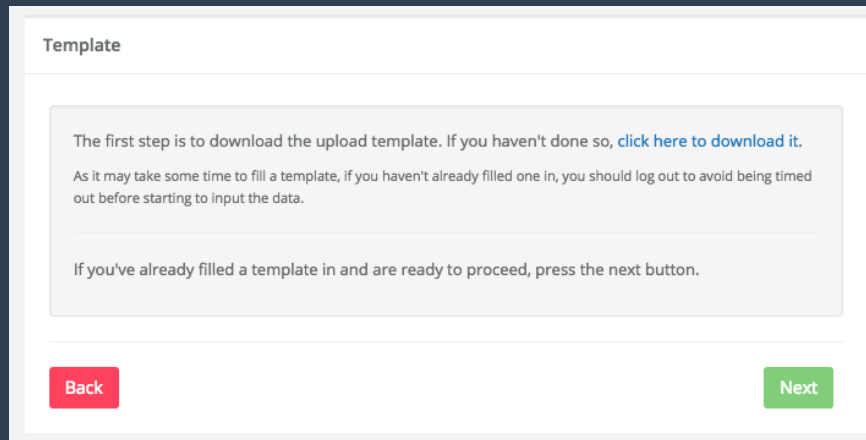 Template
The first step is to download the upload template. If you haven't done so, click here to download it.
As it may take some time to fill a template, if you haven't already filled one in, you should log out to avoid being timed
out before starting to input the data.
If you've already filled a template in and are ready to proceed, press the next button.
Back
Next